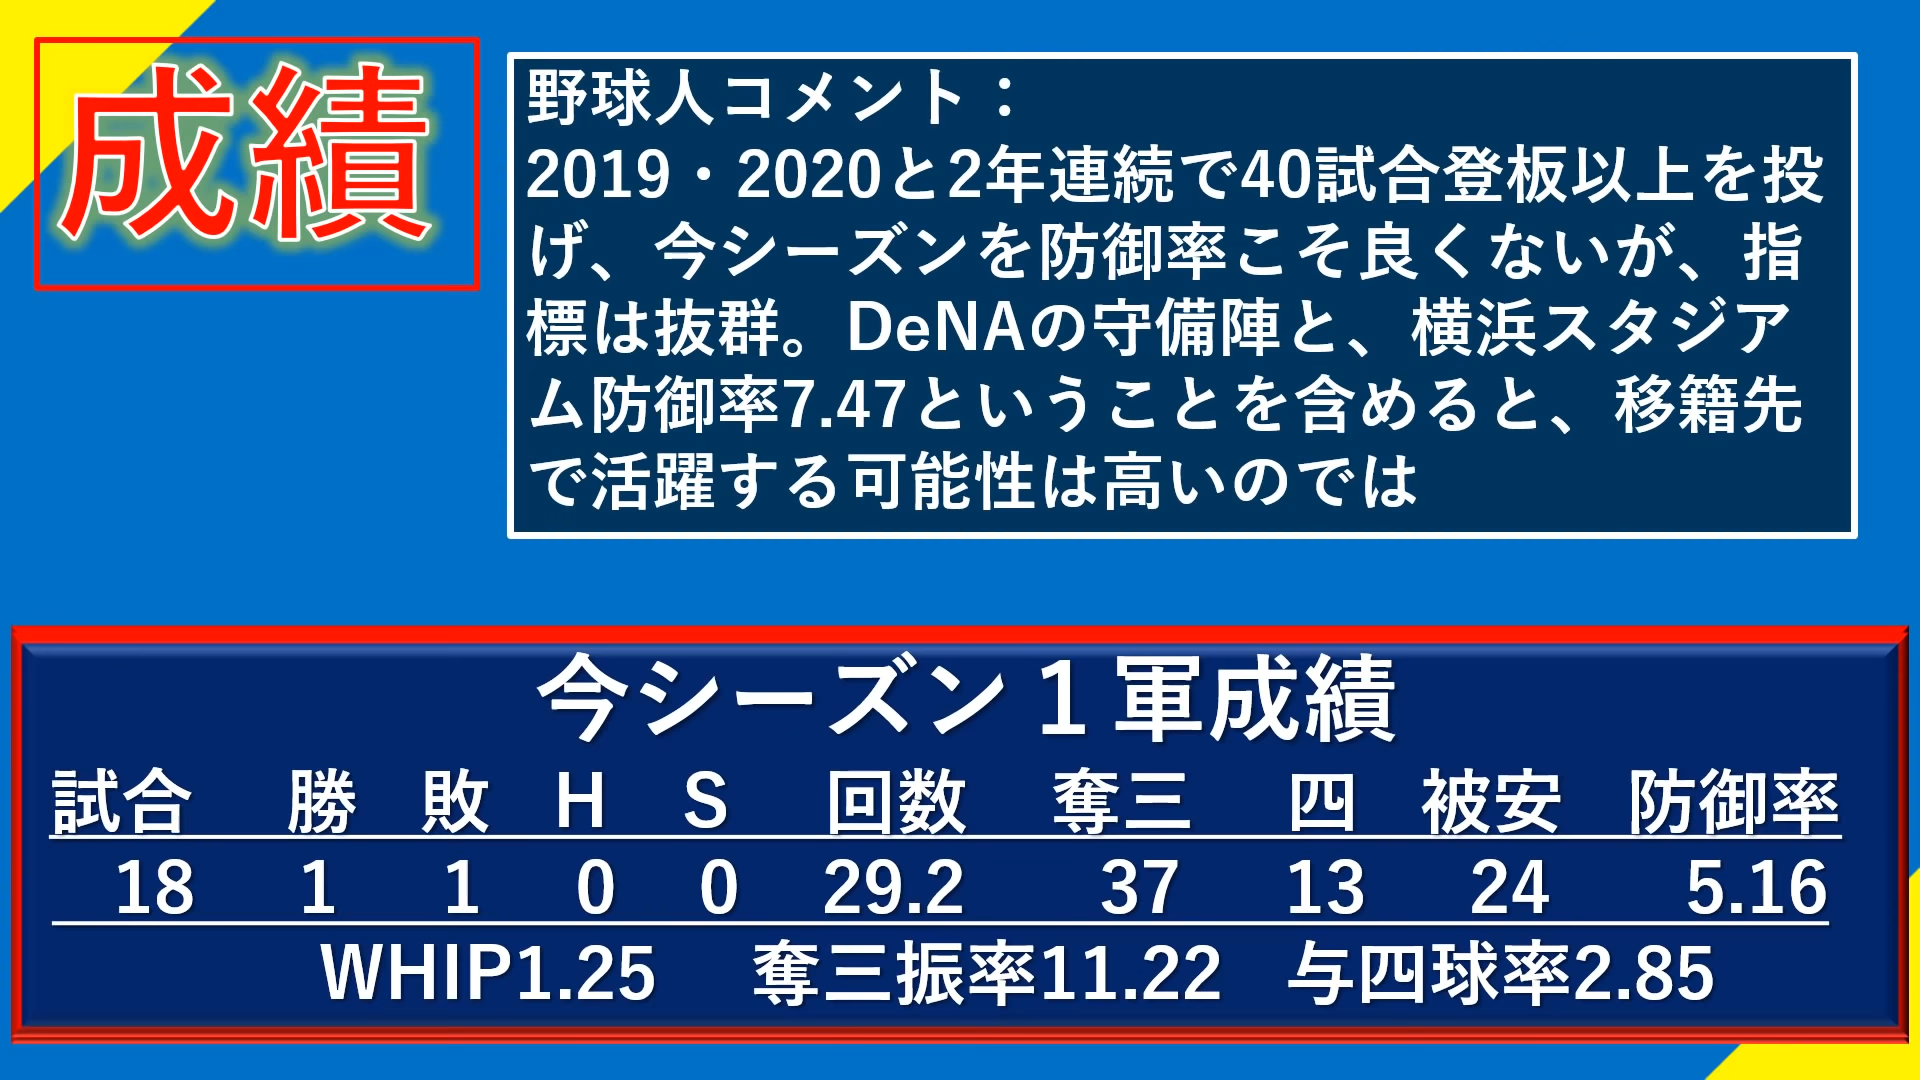 成績
野球人コメント：
2019・2020と2年連続で40試合登板以上を投
げ、今シーズンを防御率こそ良くないが、指
標は抜群。DeNAの守備陣と、横浜スタジア
ム防御率7.47ということを含めると、移籍先
で活躍する可能性は高いのでは
今シーズン１軍成績
試合 勝 敗 H S 回数 奪三 四 被安 防御率
18 1 1 0 0 29.2 37 13 24 5.16
WHIP1.25 奪三振率11.22 与四球率2.85